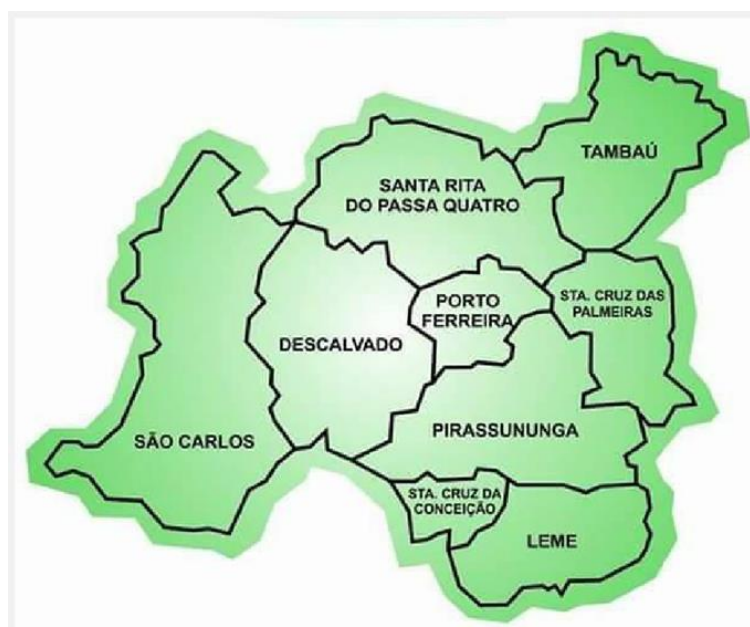 TAMBAÚ
SANTA RITA
DO PASSA QUATRO
STA. CRUZ DAS
PALMEIRAS
PORTO
FERREIRA
DESCALVADO
SÃO CARLOS
PIRASSUNUNGA
STA. CRUZ DA
CONCEIÇÃO
LEME